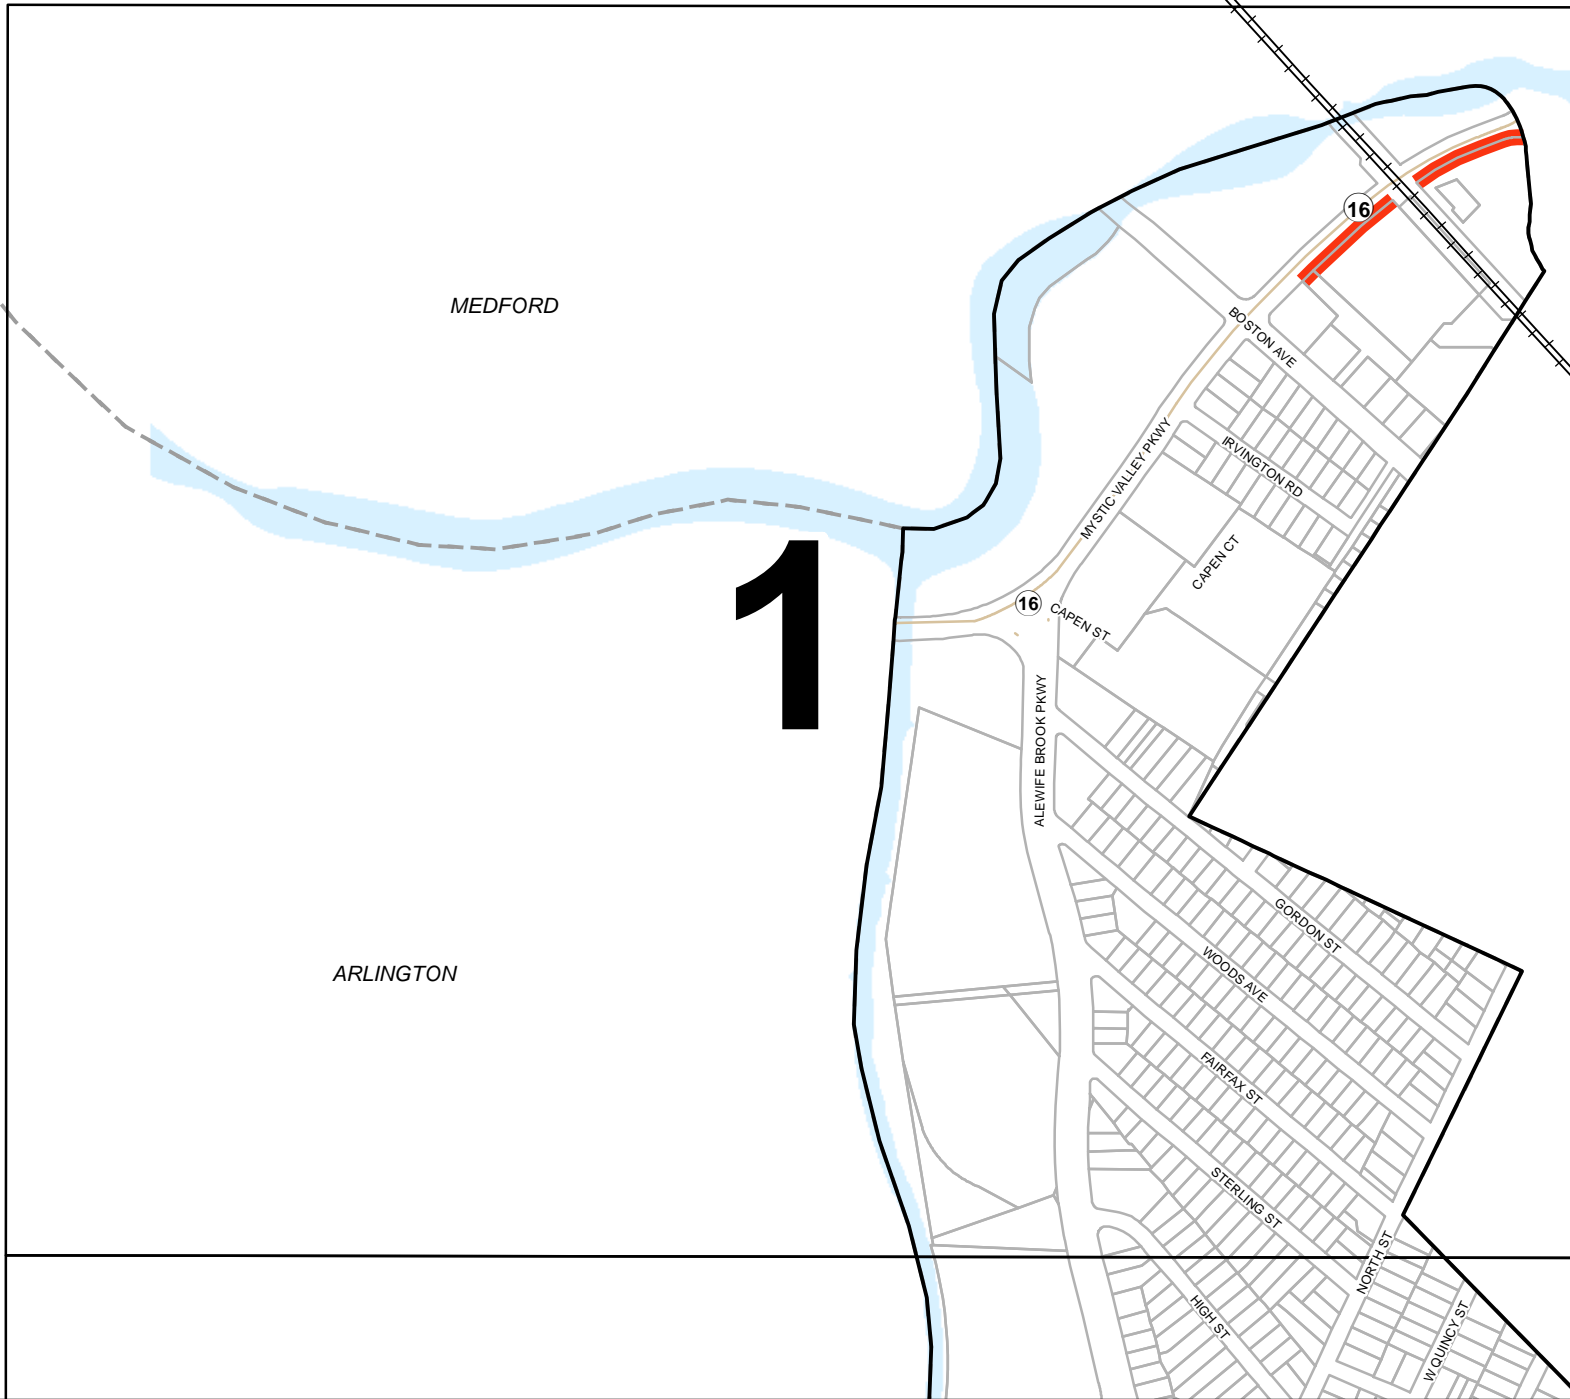 16
MEDFORD
BOSTON AVE
IRVINGTON RD
MYSTIC VALLEY PKWY
CAPEN CT
1
16
CAPEN ST
ALEWIFE BROOK PKWY
GORDON ST
WOODS AVE
ARLINGTON
FAIRFAX ST
STERLING ST
NORTH ST
HIGH ST
W QUINCY ST